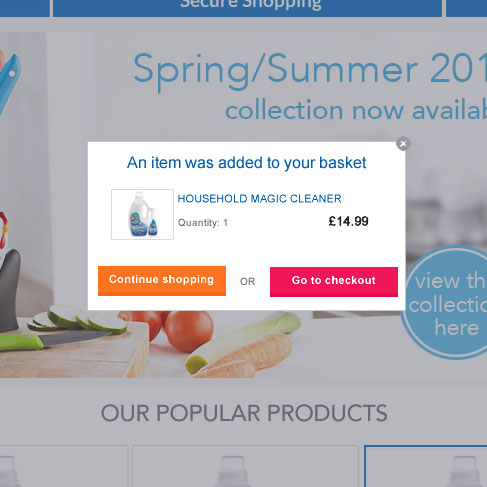 Secure Shopping
Spring/Summer 201
collection now availab
An item was added to your basket
HOUSEHOLD MAGIC CLEANER
Quantity: 1
£14.99
Continue shopping
OR
Go to checkout
view th
collectio
here
OUR POPULAR PRODUCTS